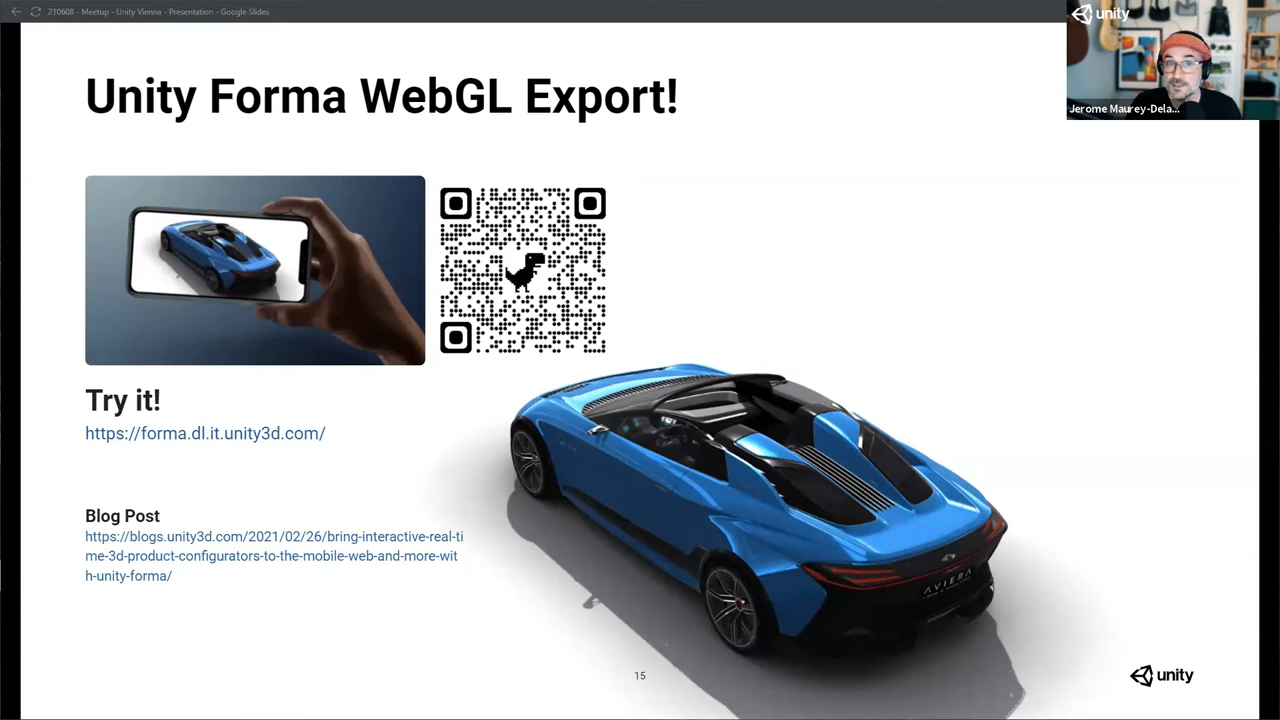 210608 - Meetup - Unity Vienna - Presentation - Google Slides
unity
Jerome Maurey-Dela...
Unity Forma WebGL Export!
Try it!
https://forma.dl.it.unity3d.com/
Blog Post
https://blogs.unity3d.com/2021/02/26/bring-interactive-real-ti
me-3d-product-configurators-to-the-mobile-web-and-more-wit
h-unity-forma/
AVIERA
15
unity